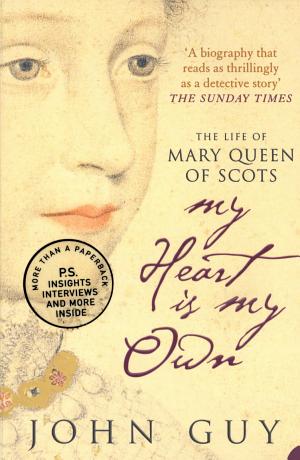 ‘A biography that
reads as thrillingly
as a detective story’
THE SUNDAY TIMES
THE LIFE OF
MARY QUEEN
OF SCOTS
my
Heart
is my
Own
MORE THAN A PAPERBACK
P.S.
INSIGHTS
INTERVIEWS
AND MORE
INSIDE
JOHN GUY